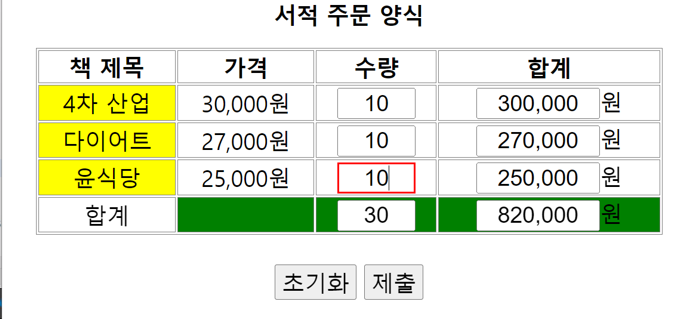 서적 주문 양식
책 제목 가격 수량 합계
4차 산업 30,000원 10 300,000 원
다이어트 27,000원 10 270,000 원
윤식당 25,000원 10 250,000 원
합계 30 820,000 원
초기화 제출